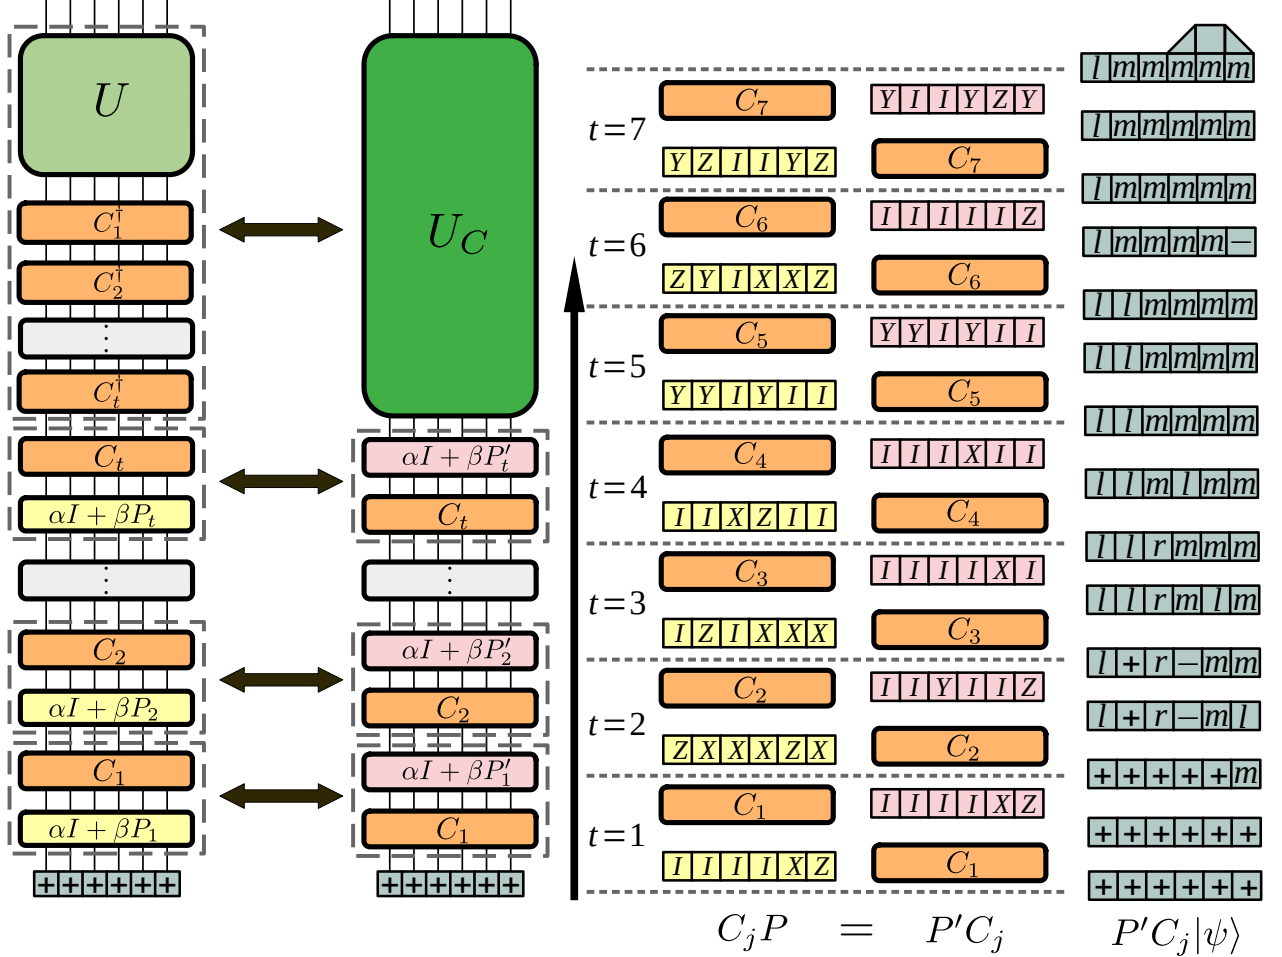 U
C₁†
C₂†
⋮
Cₜ†
Cₜ
αI + βPₜ
⋮
C₂
αI + βP₂
C₁
αI + βP₁
+ + + + + +
U_C
αI + βP′ₜ
Cₜ
⋮
αI + βP′₂
C₂
αI + βP′₁
C₁
+ + + + + +
t=7
C₇
Y Z I I Y Z
Y I I Y Z Y
C₇
t=6
C₆
Z Y I X X Z
I I I I I Z
C₆
t=5
C₅
Y Y I Y I I
Y Y I Y I I
C₅
t=4
C₄
I I X Z I I
I I I X I I
C₄
t=3
C₃
I Z I X X X
I I I I X I
C₃
t=2
C₂
Z X X X Z X
I I Y I I Z
C₂
t=1
C₁
I I I I X Z
I I I I X Z
C₁
l m m m m m
l m m m m m
l m m m m m
l m m m m −
l l m m m m
l l m m m m
l l m m m m
l l m l m m
l l r m m m
l l r m l m
l + r − m m
l + r − m l
+ + + + + m
+ + + + + +
+ + + + + +
CⱼP = P′Cⱼ P′Cⱼ|ψ⟩